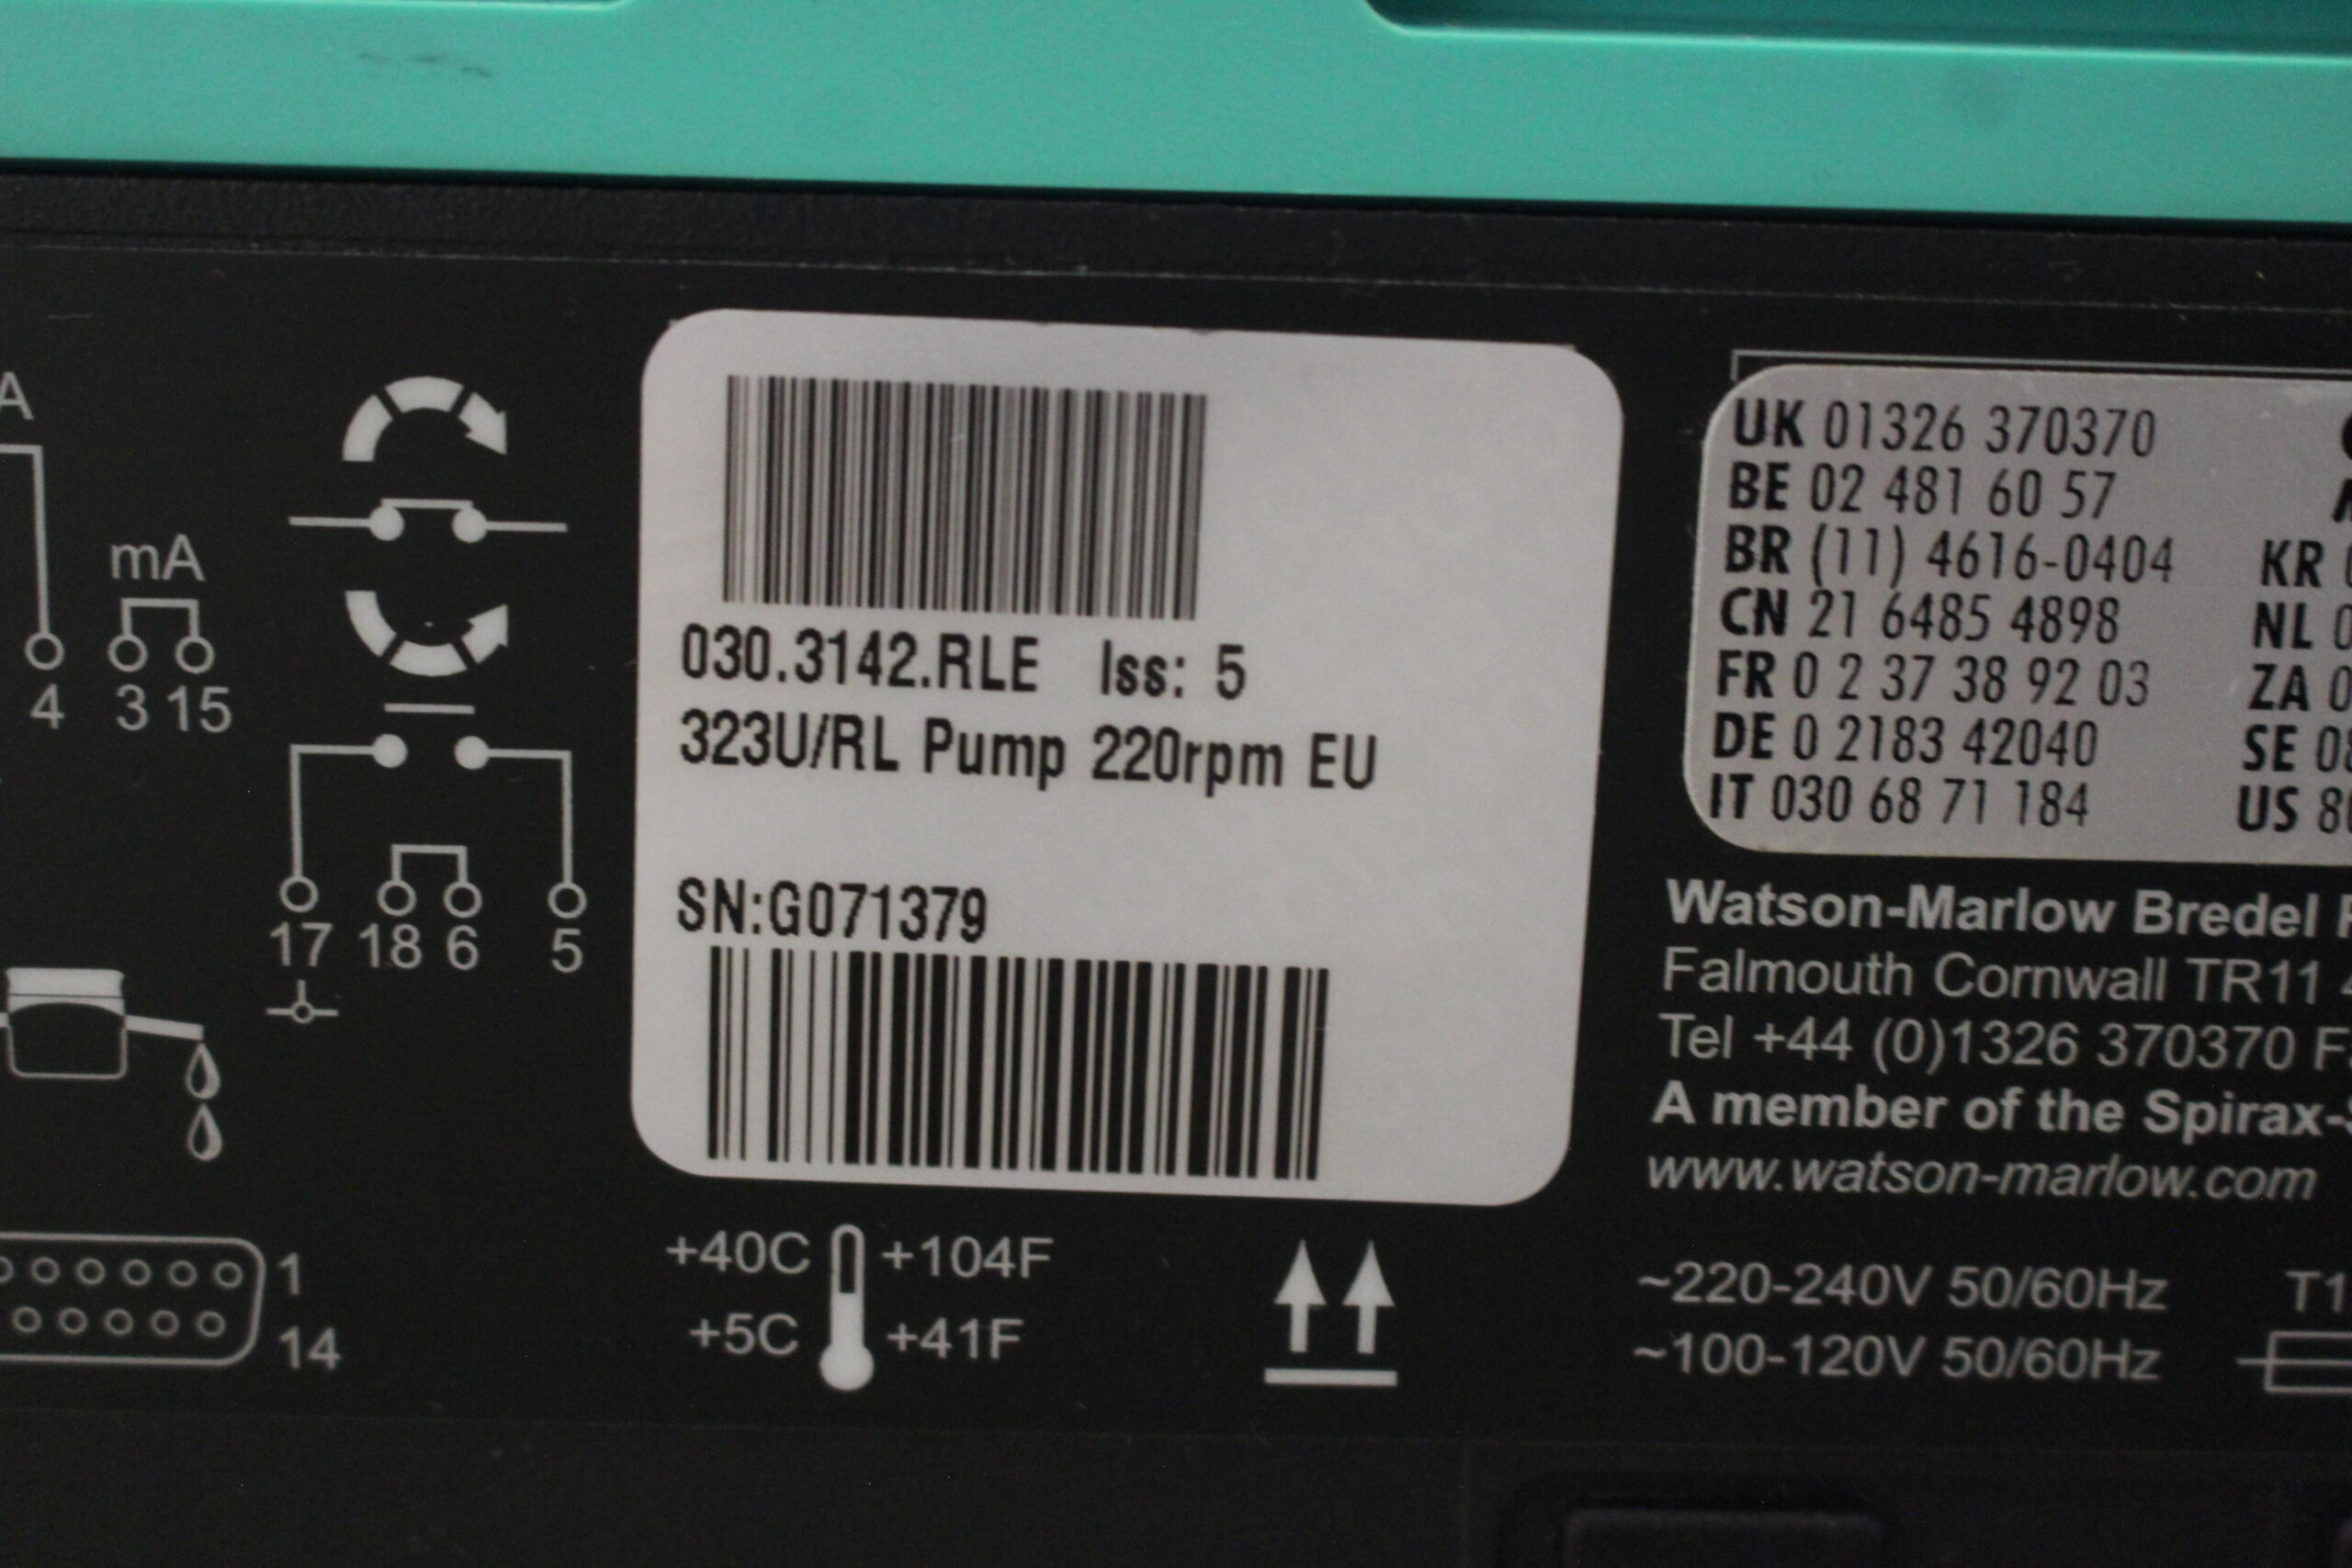 A
mA
4 3 15
17 18 6 5
1
14
030.3142.RLE Iss: 5
323U/RL Pump 220rpm EU
SN:G071379
+40C +104F
+5C +41F
UK 01326 370370
BE 02 481 60 57
BR (11) 4616-0404
CN 21 6485 4898
FR 0 2 37 38 92 03
DE 0 2183 42040
IT 030 68 71 184
KR
NL
ZA
SE
US
Watson-Marlow Bredel
Falmouth Cornwall TR11
Tel +44 (0)1326 370370
A member of the Spirax-
www.watson-marlow.com
~220-240V 50/60Hz T1
~100-120V 50/60Hz